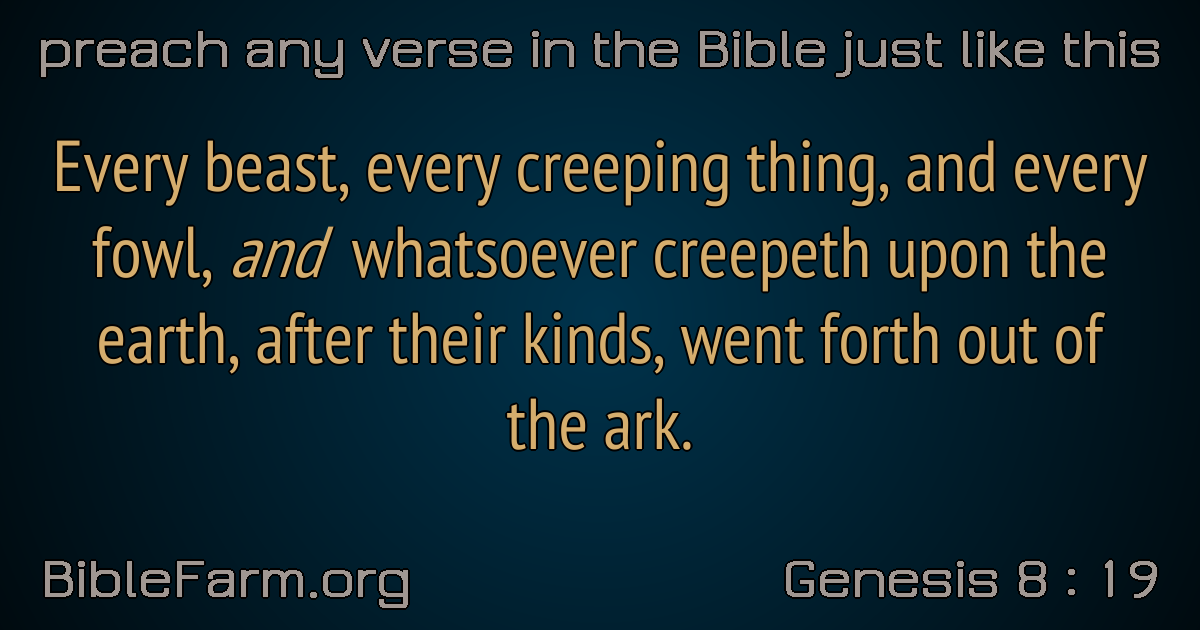 preach any verse in the Bible just like this
Every beast, every creeping thing, and every
fowl, and whatsoever creepeth upon the
earth, after their kinds, went forth out of
the ark.
BibleFarm.org
Genesis 8 : 19